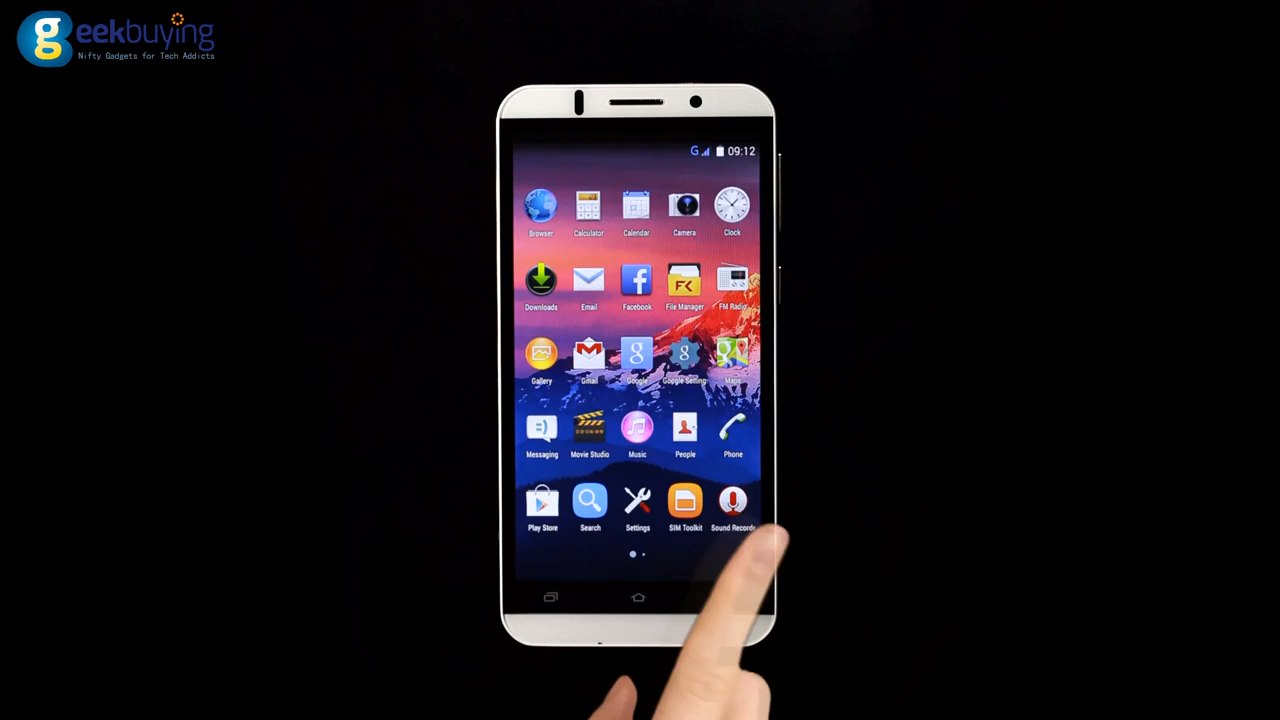 geekbuying
Nifty Gadgets for Tech Addicts
G 09:12
Browser Calculator Calendar Camera Clock
Downloads Email Facebook File Manager FM Radio
Gallery Gmail Google Google Setting Maps
Messaging Movie Studio Music People Phone
Play Store Search Settings SIM Toolkit Sound Recorde